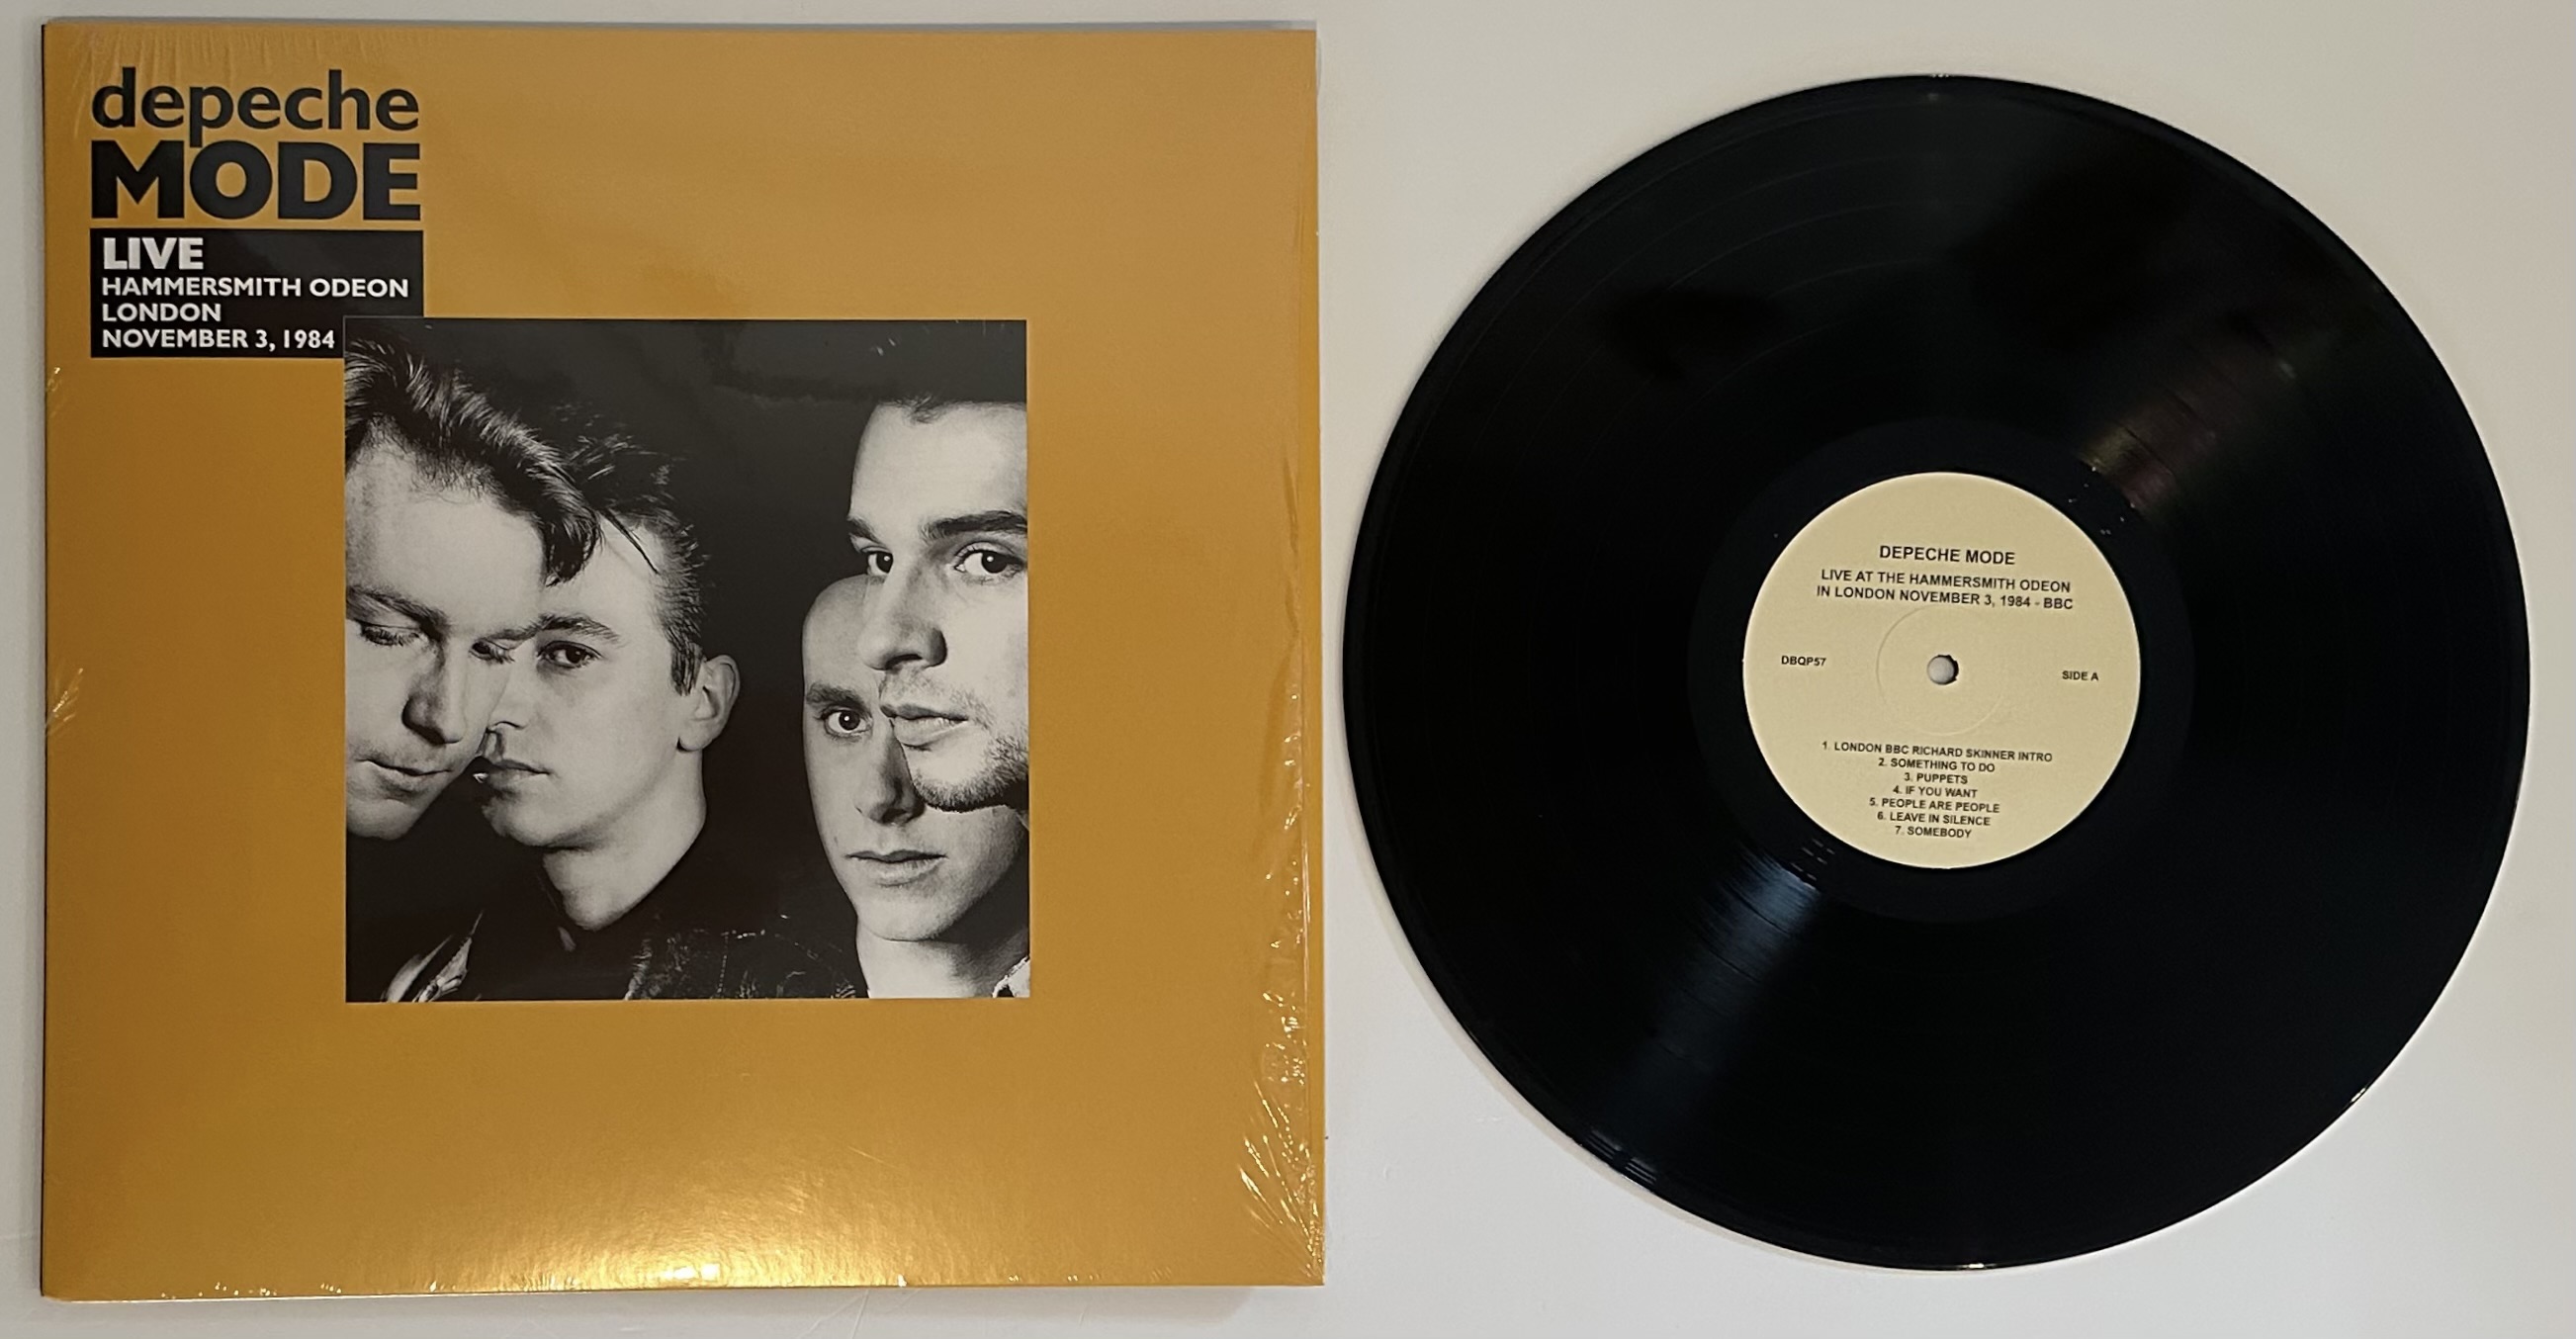 depeche
MODE
LIVE
HAMMERSMITH ODEON
LONDON
NOVEMBER 3, 1984
DEPECHE MODE
LIVE AT THE HAMMERSMITH ODEON
IN LONDON NOVEMBER 3, 1984 - BBC
DBQP57
SIDE A
1. LONDON BBC RICHARD SKINNER INTRO
2. SOMETHING TO DO
3. PUPPETS
4. IF YOU WANT
5. PEOPLE ARE PEOPLE
6. LEAVE IN SILENCE
7. SOMEBODY